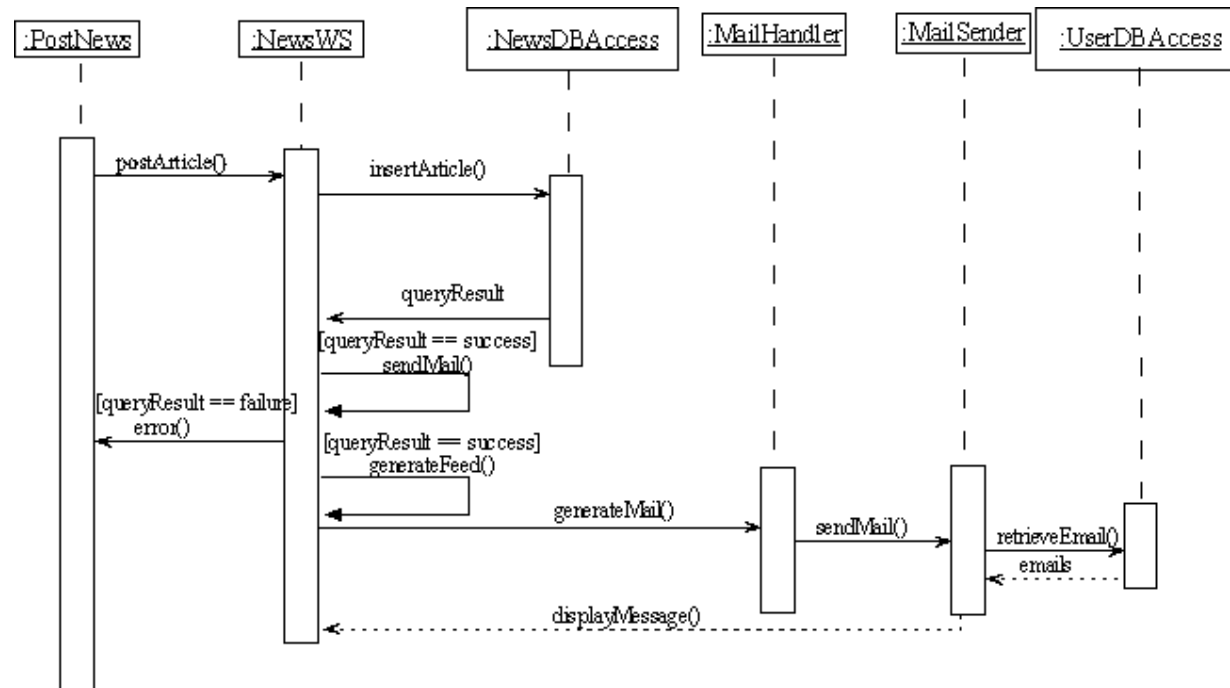 :PostNews
:NewsWS
:NewsDBAccess
:MailHandler
:MailSender
:UserDBAccess
postArticle()
insertArticle()
queryResult
[queryResult == success]
sendMail()
[queryResult == failure]
error()
[queryResult == success]
generateFeed()
generateMail()
sendMail()
retrieveEmail()
emails
displayMessage()